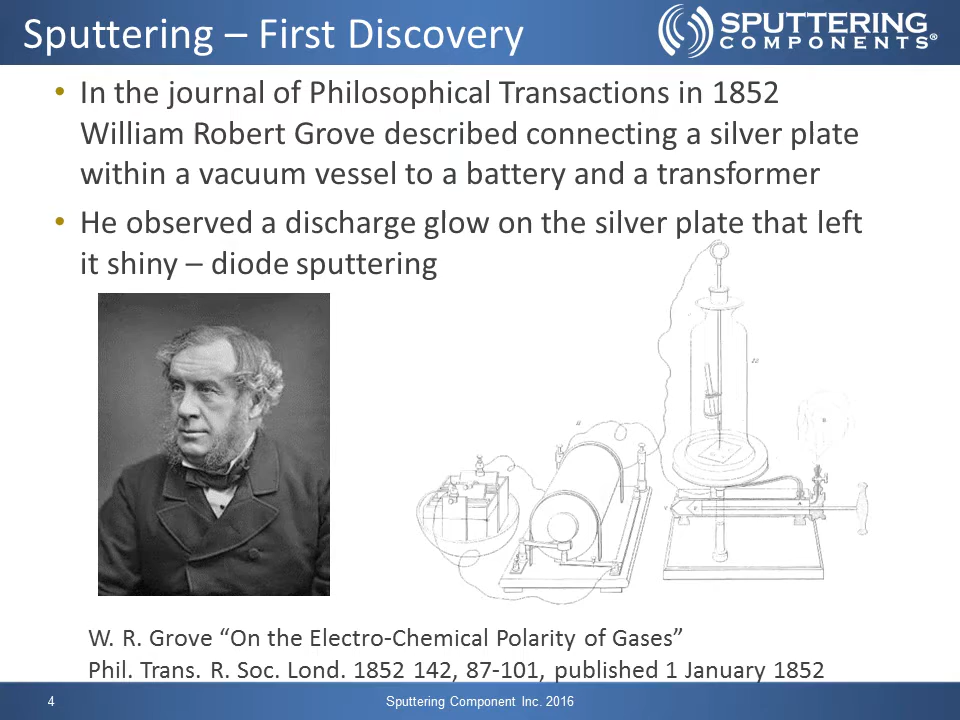 Sputtering – First Discovery
SPUTTERING
COMPONENTS®
• In the journal of Philosophical Transactions in 1852
William Robert Grove described connecting a silver plate
within a vacuum vessel to a battery and a transformer
• He observed a discharge glow on the silver plate that left
it shiny – diode sputtering
W. R. Grove “On the Electro-Chemical Polarity of Gases”
Phil. Trans. R. Soc. Lond. 1852 142, 87-101, published 1 January 1852
4
Sputtering Component Inc. 2016